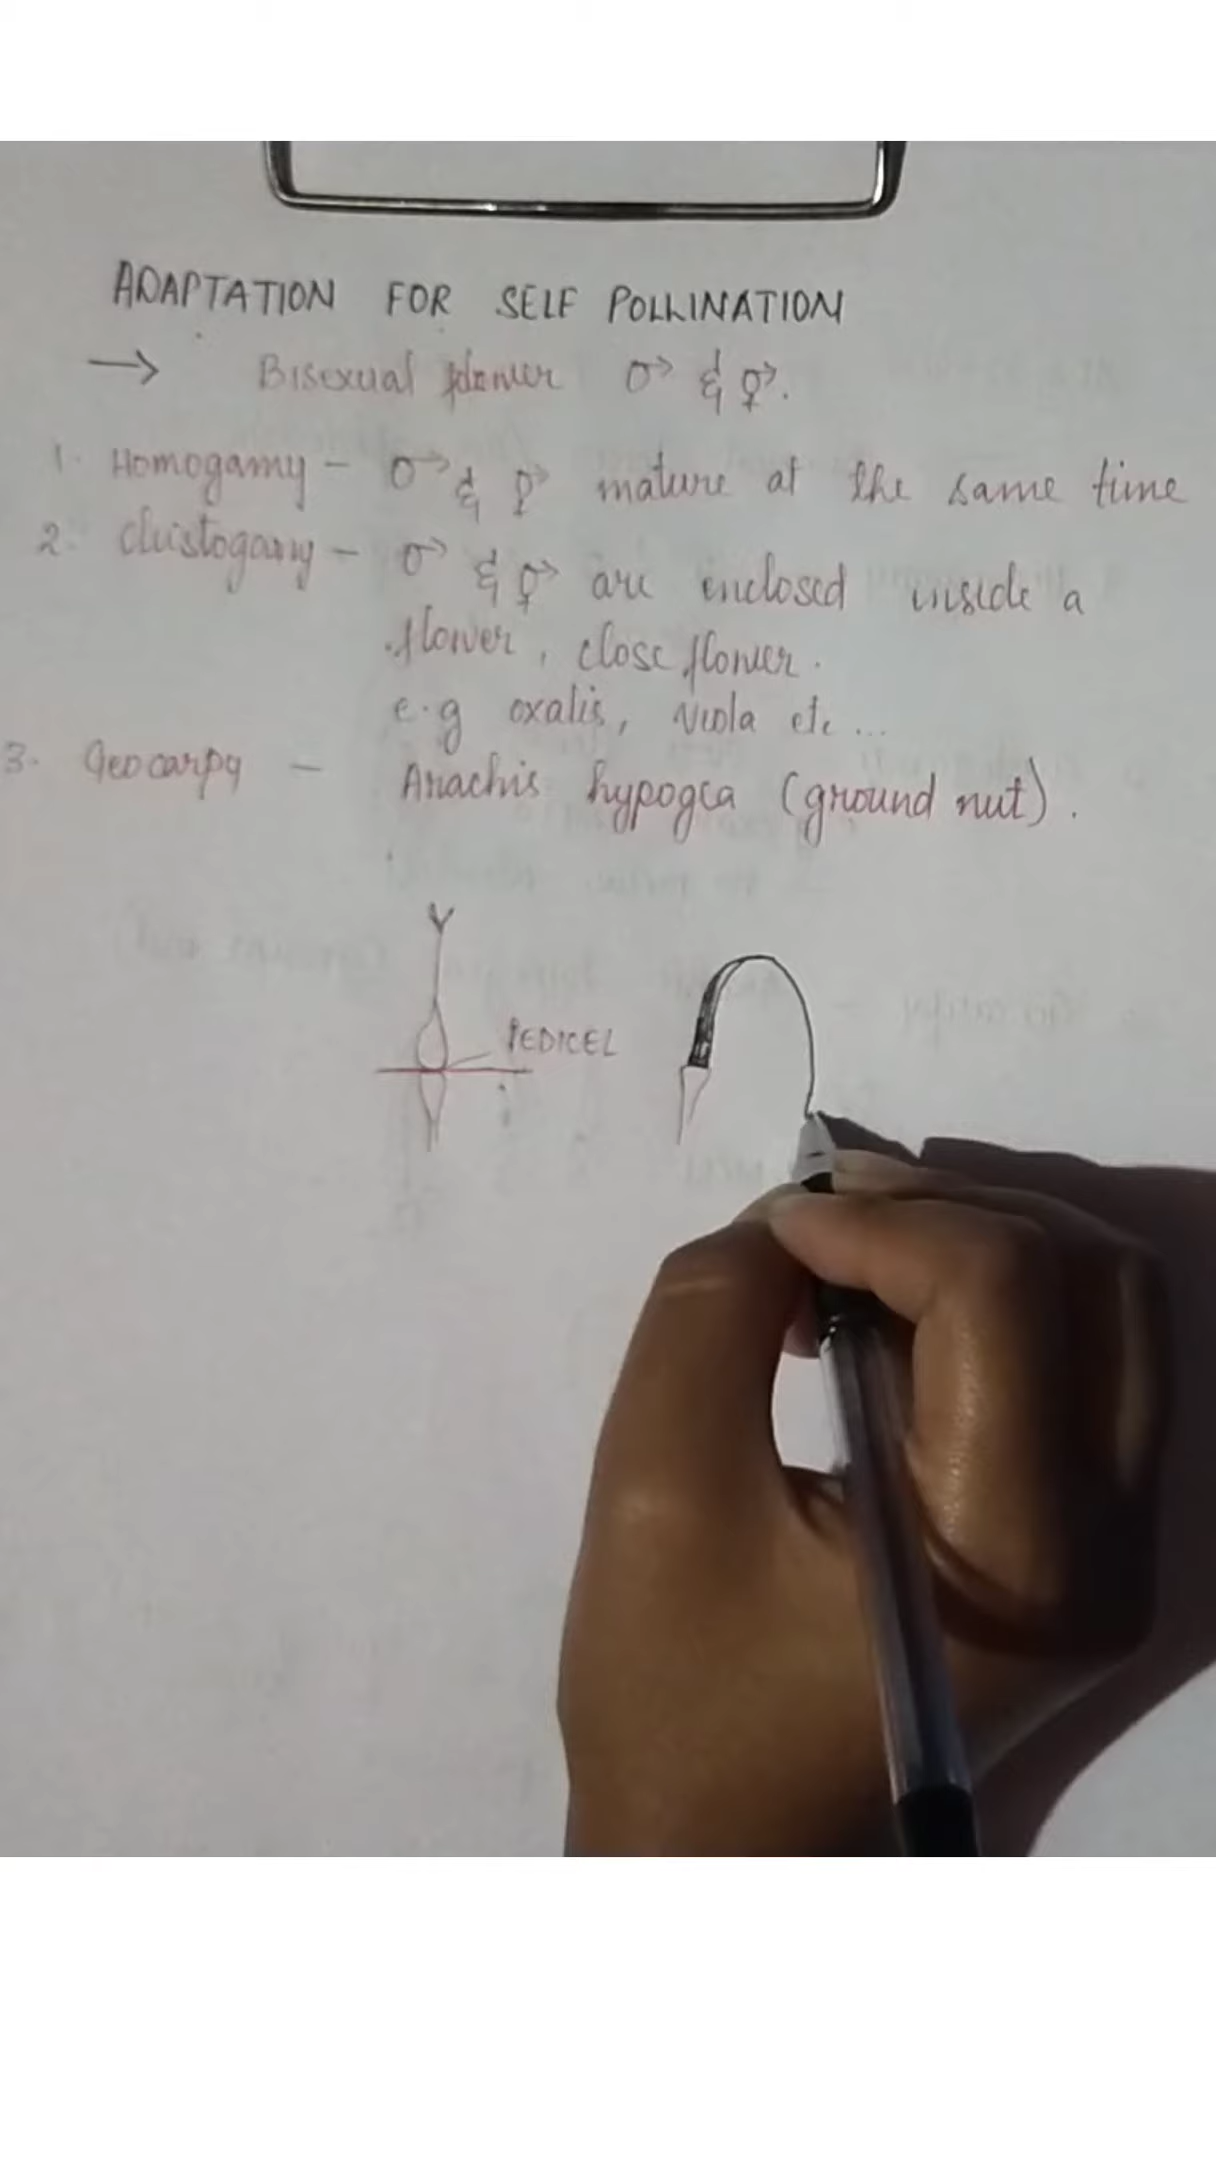 ADAPTATION FOR SELF POLLINATION
→ Bisexual flower ♂ & ⚥.
1. Homogamy - ♂ & ⚥ mature at the same time
2. cleistogamy - ♂ & ⚥ are enclosed inside a
flower, close flower.
e.g oxalis, viola etc...
3. Geocarpy - Arachis hypogea (ground nut).
PEDICEL